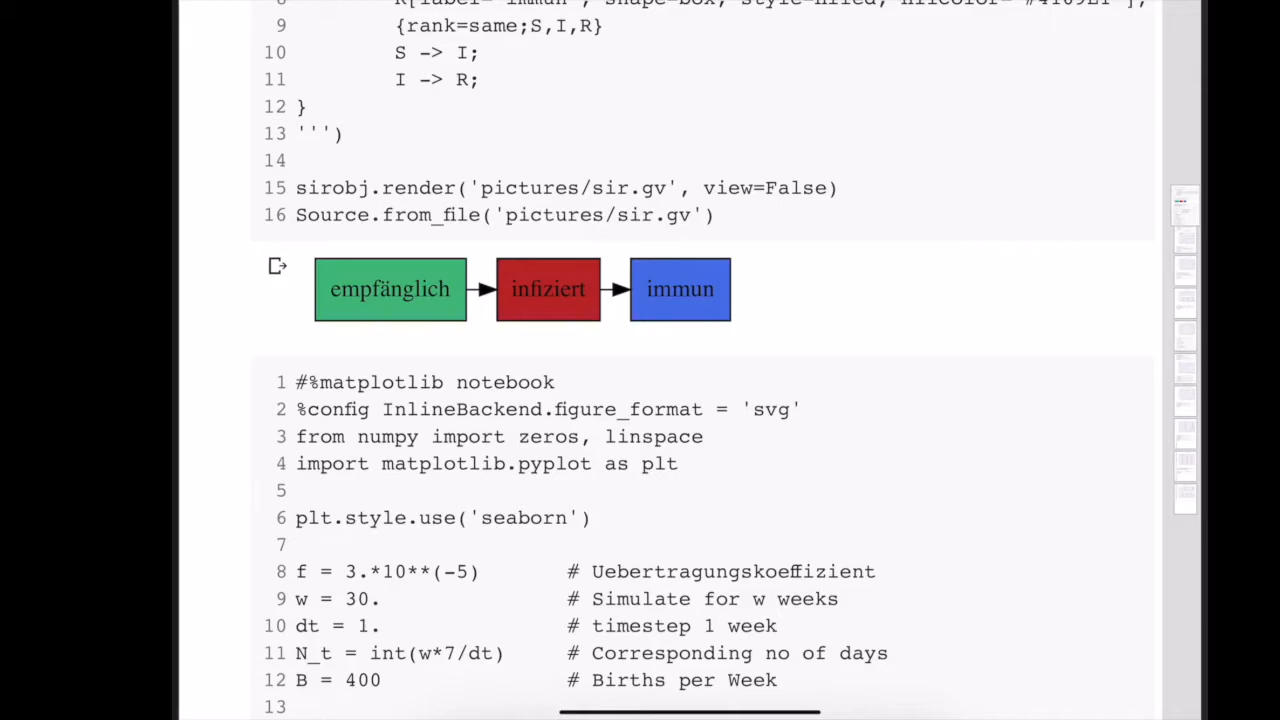 9 {rank=same;S,I,R}
10 S -> I;
11 I -> R;
12 }
13 ''')
14
15 sirobj.render('pictures/sir.gv', view=False)
16 Source.from_file('pictures/sir.gv')
empfänglich infiziert immun
1 #%matplotlib notebook
2 %config InlineBackend.figure_format = 'svg'
3 from numpy import zeros, linspace
4 import matplotlib.pyplot as plt
5
6 plt.style.use('seaborn')
7
8 f = 3.*10**(-5) # Uebertragungskoeffizient
9 w = 30. # Simulate for w weeks
10 dt = 1. # timestep 1 week
11 N_t = int(w*7/dt) # Corresponding no of days
12 B = 400 # Births per Week
13